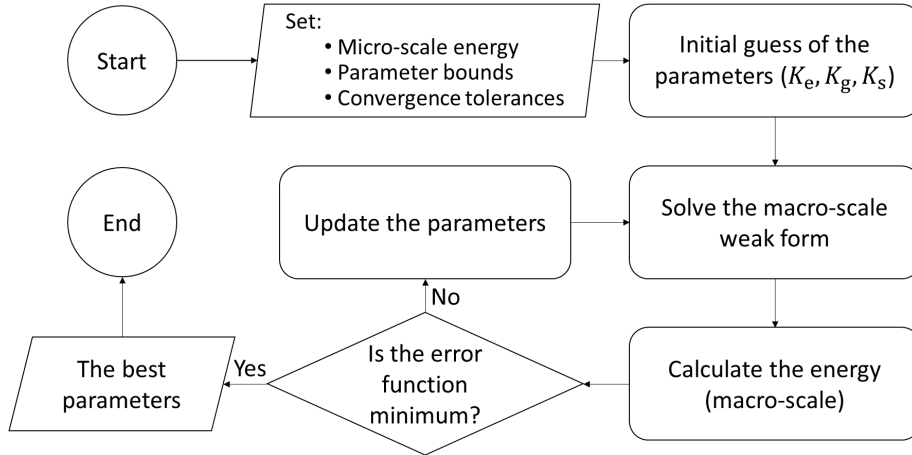 Start
Set:
• Micro-scale energy
• Parameter bounds
• Convergence tolerances
Initial guess of the
parameters (Kₑ, K_g, Kₛ)
Solve the macro-scale
weak form
Update the parameters
End
Calculate the energy
(macro-scale)
Is the error
function
minimum?
No
Yes
The best
parameters